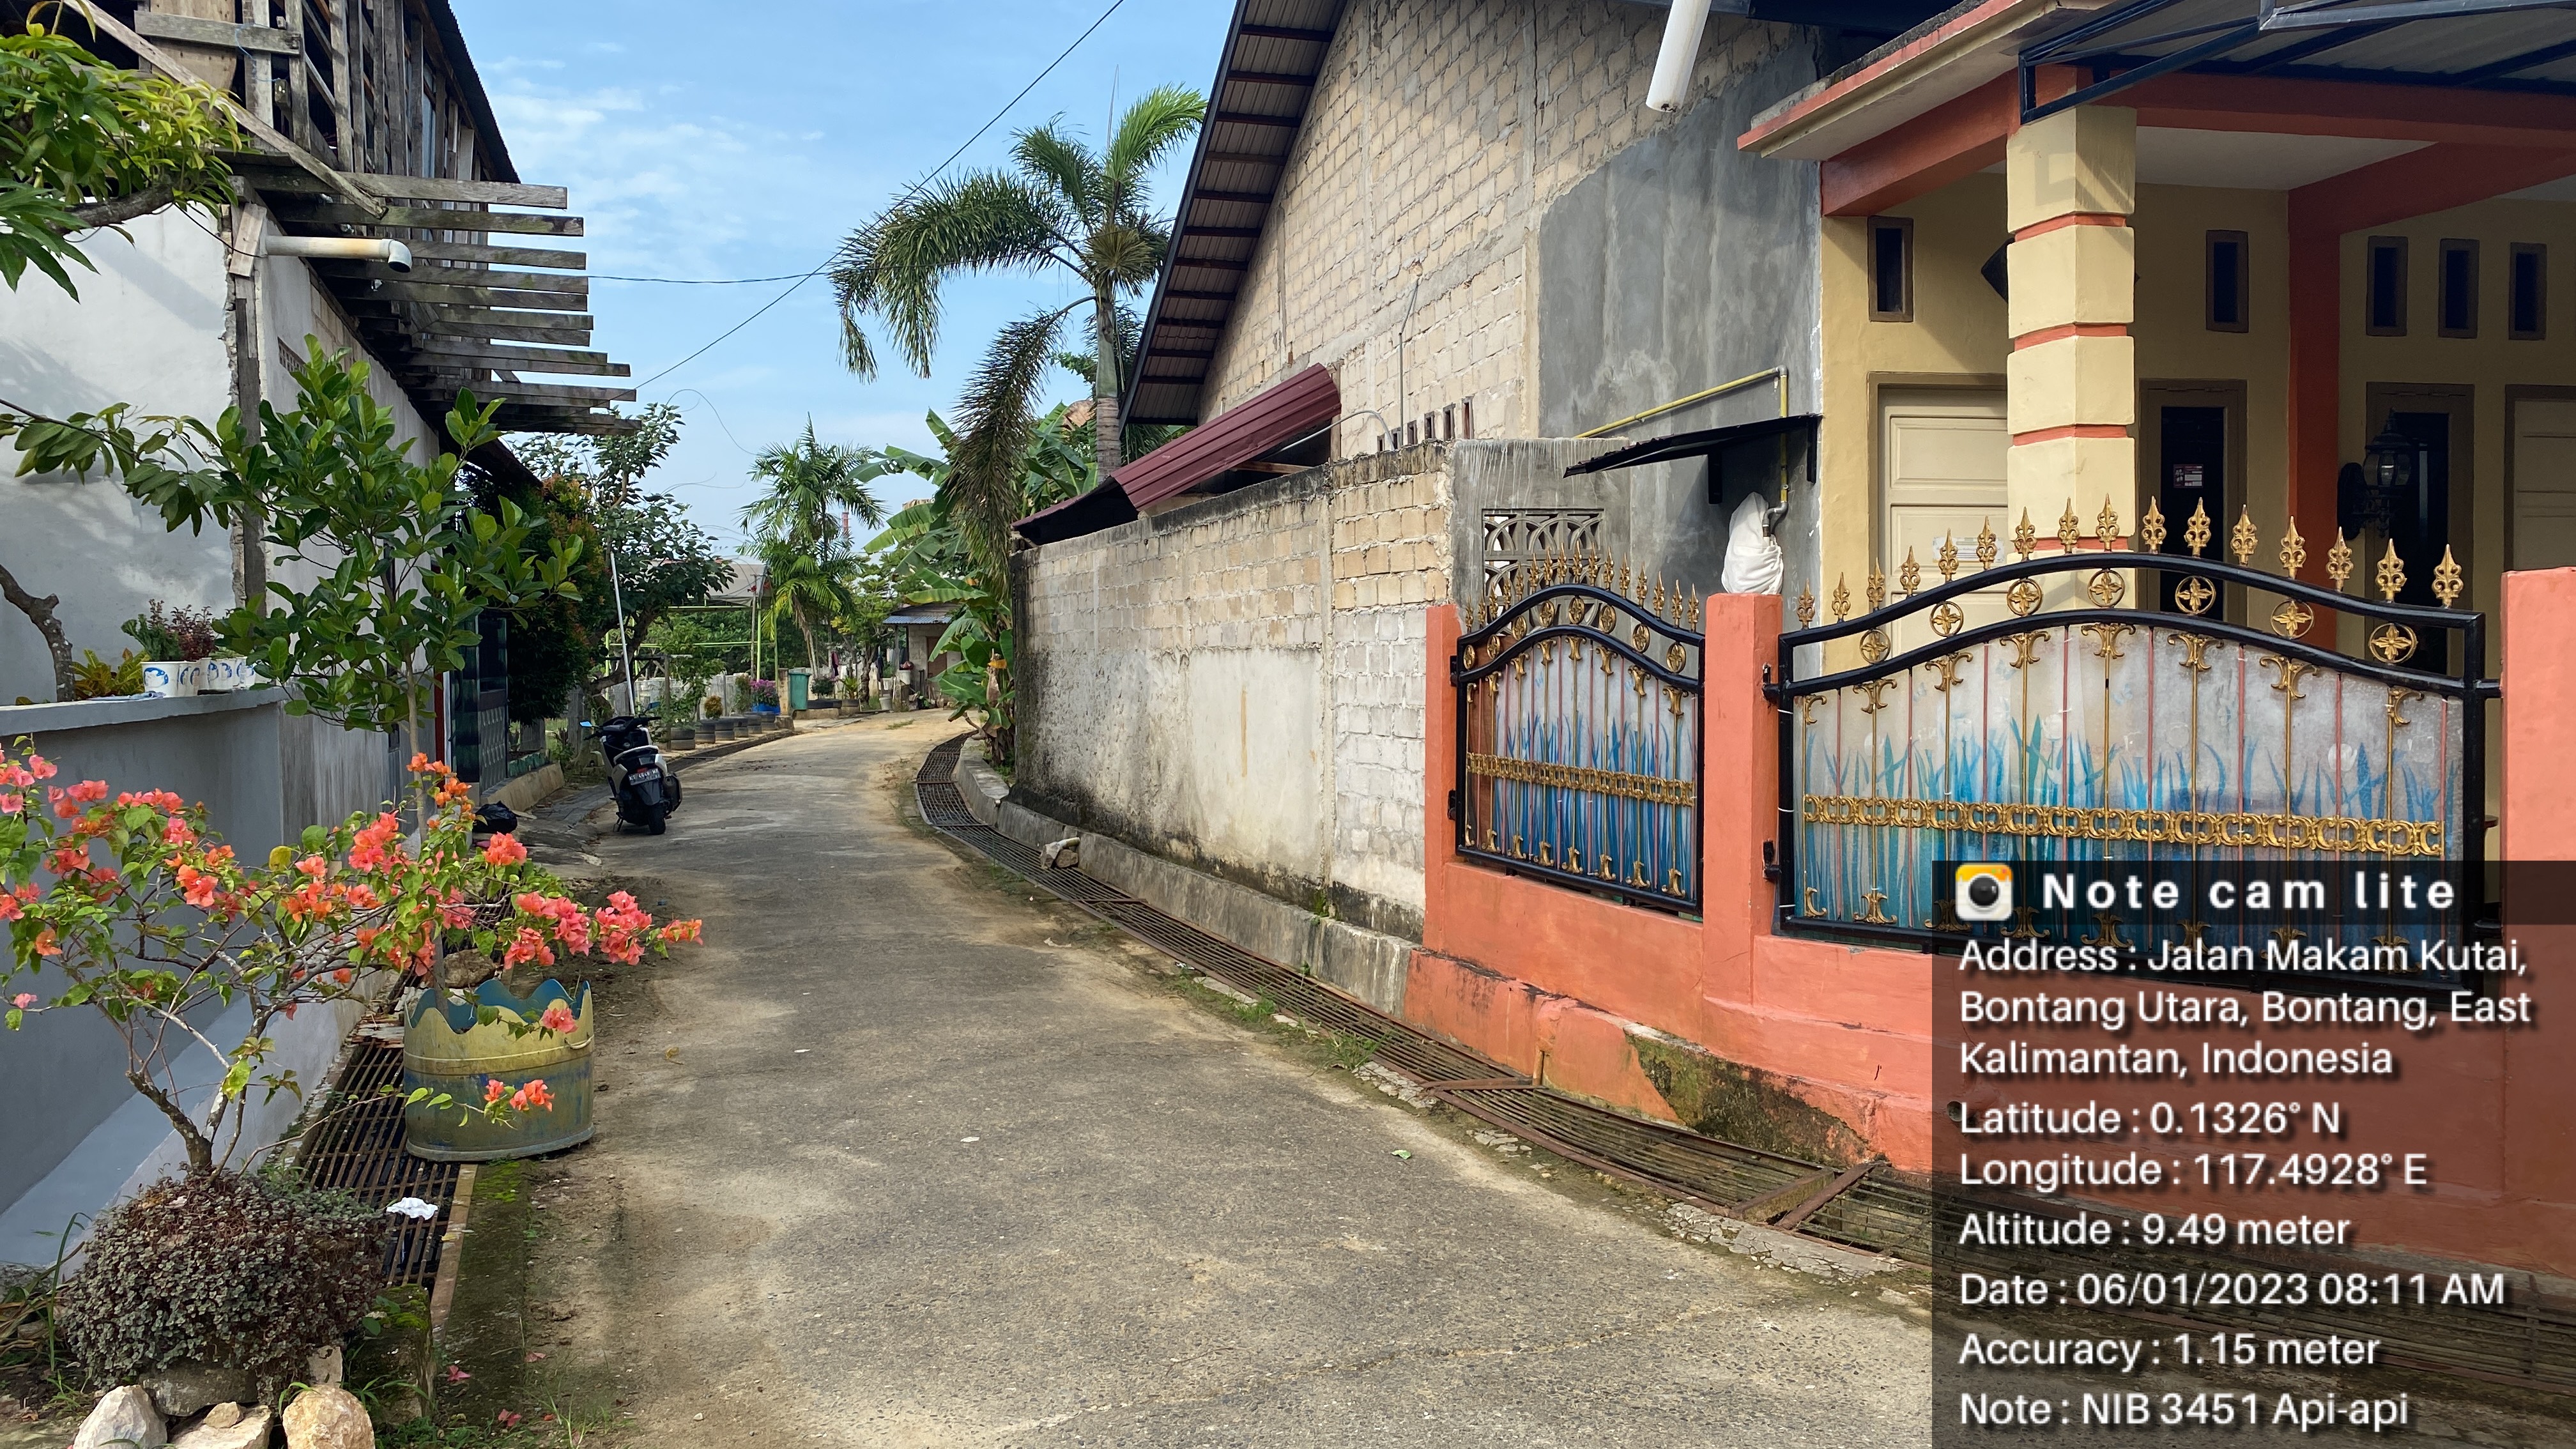 Note cam lite
Address : Jalan Makam Kutai,
Bontang Utara, Bontang, East
Kalimantan, Indonesia
Latitude : 0.1326° N
Longitude : 117.4928° E
Altitude : 9.49 meter
Date : 06/01/2023 08:11 AM
Accuracy : 1.15 meter
Note : NIB 3451 Api-api